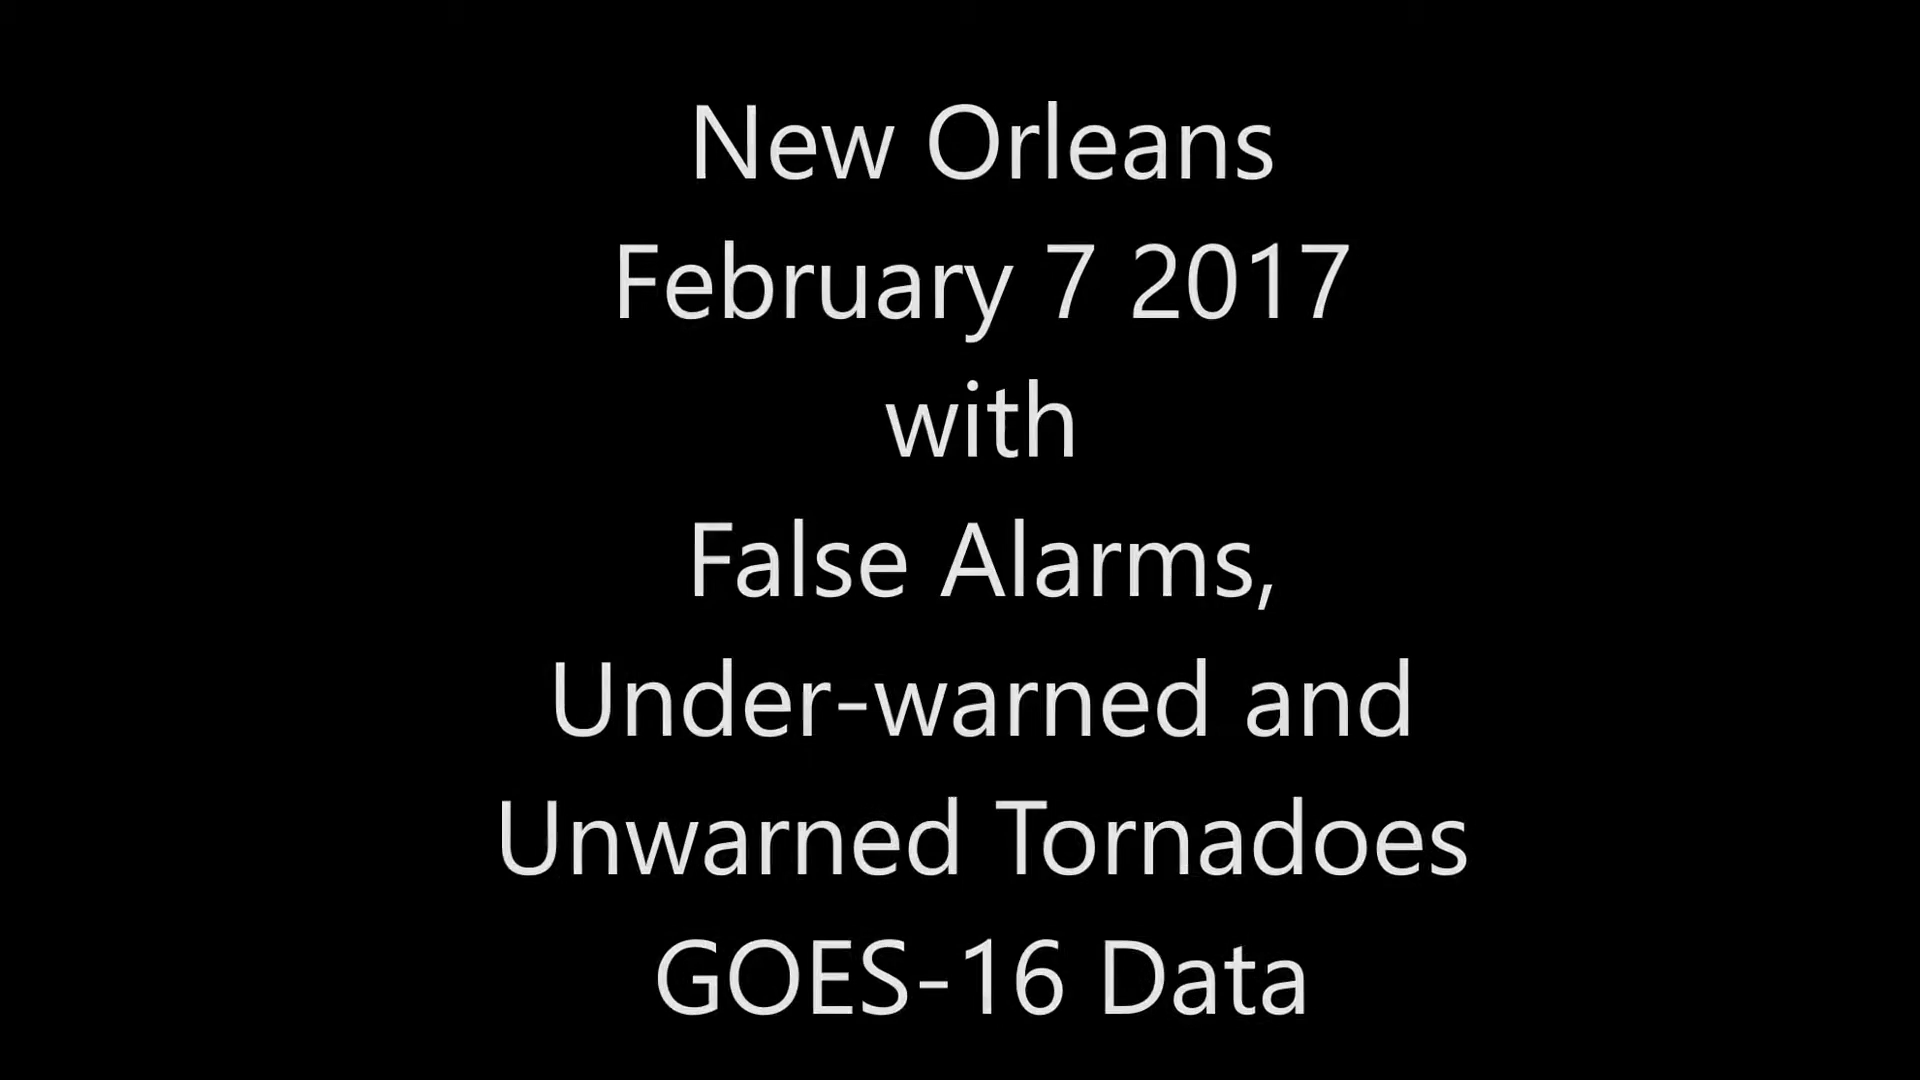 New Orleans
February 7 2017
with
False Alarms,
Under-warned and
Unwarned Tornadoes
GOES-16 Data